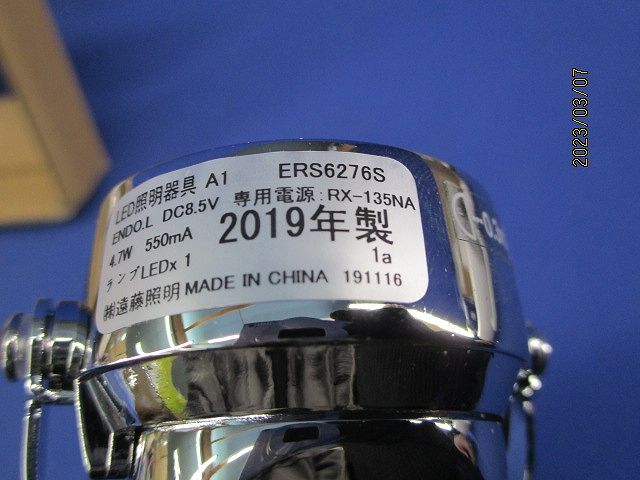 LED照明器具 A1 ERS6276S
ENDO.L DC8.5V 専用電源:RX-135NA
4.7W 550mA 2019年製
ランプLEDx 1 1a
㈱遠藤照明 MADE IN CHINA 191116
2023/03/07